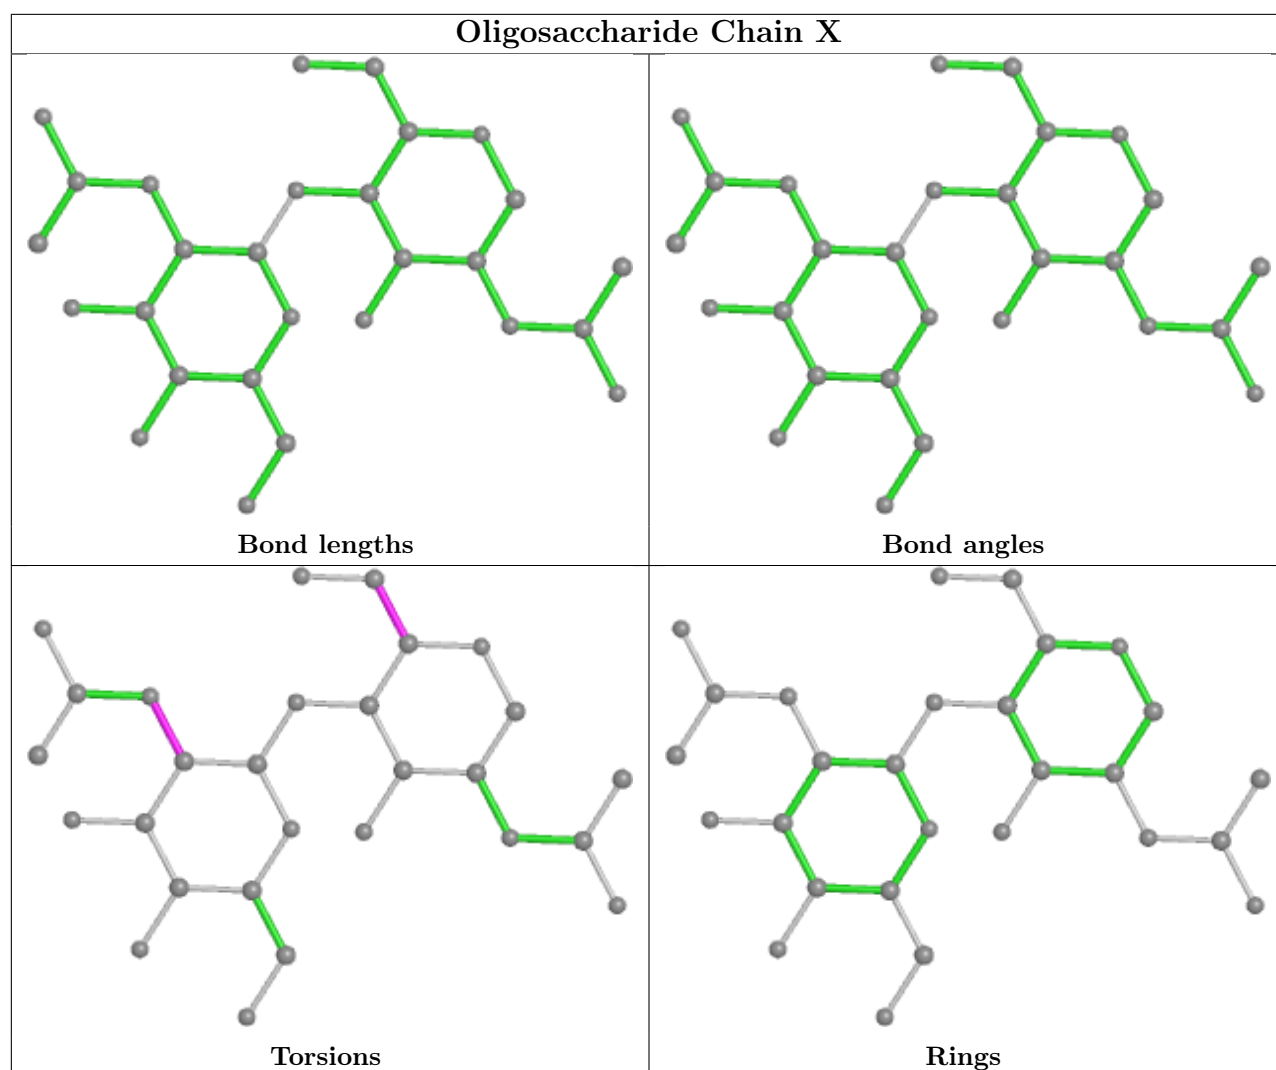 Oligosaccharide Chain X
Bond lengths
Bond angles
Torsions
Rings